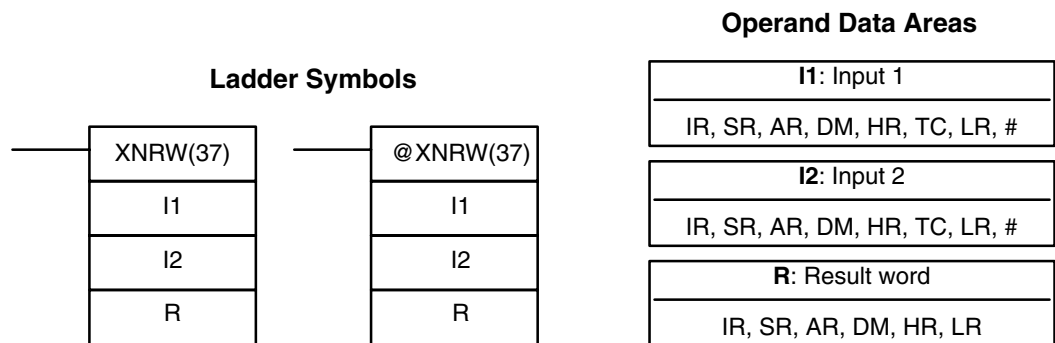 Ladder Symbols
XNRW(37)
I1
I2
R
@XNRW(37)
I1
I2
R
Operand Data Areas
I1: Input 1
IR, SR, AR, DM, HR, TC, LR, #
I2: Input 2
IR, SR, AR, DM, HR, TC, LR, #
R: Result word
IR, SR, AR, DM, HR, LR